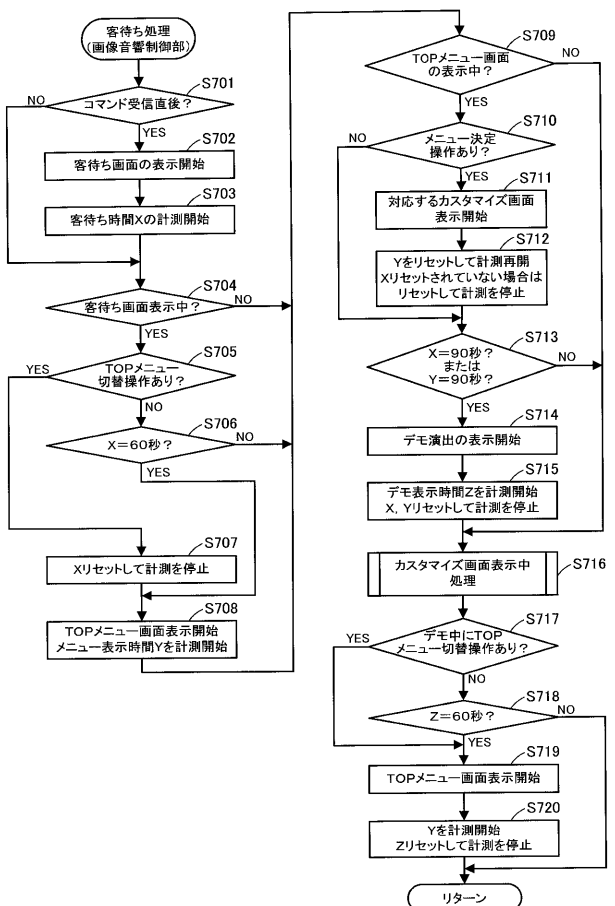 客待ち処理
(画像音響制御部)
S701
コマンド受信直後？
NO
YES
S702
客待ち画面の表示開始
S703
客待ち時間Xの計測開始
S704
客待ち画面表示中？
NO
YES
S705
TOPメニュー
切替操作あり？
YES
NO
S706
X＝60秒？
NO
YES
S707
Xリセットして計測を停止
S708
TOPメニュー画面表示開始
メニュー表示時間Yを計測開始
S709
TOPメニュー画面
の表示中？
NO
YES
S710
メニュー決定
操作あり？
NO
YES
S711
対応するカスタマイズ画面
表示開始
S712
Yをリセットして計測再開
Xリセットされていない場合は
リセットして計測を停止
S713
X＝90秒？
または
Y＝90秒？
NO
YES
S714
デモ演出の表示開始
S715
デモ表示時間Zを計測開始
X, Yリセットして計測を停止
S716
カスタマイズ画面表示中
処理
S717
デモ中にTOP
メニュー切替操作あり？
YES
NO
S718
Z＝60秒？
NO
YES
S719
TOPメニュー画面表示開始
S720
Yを計測開始
Zリセットして計測を停止
リターン